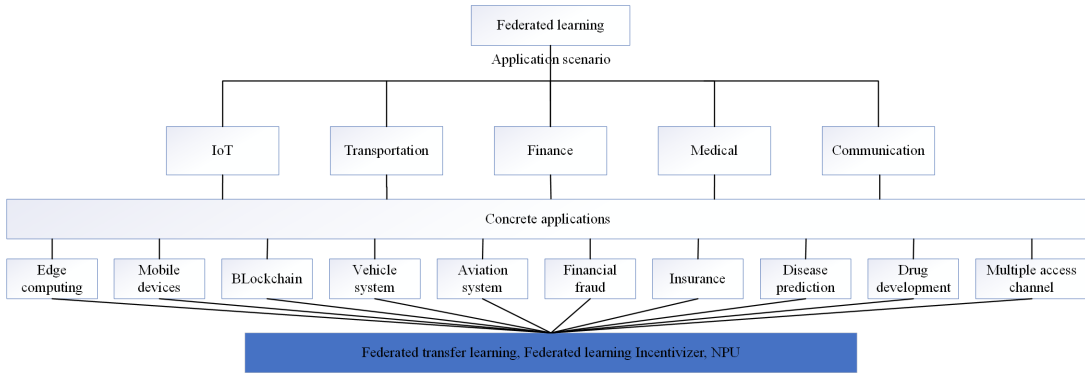 Federated learning
Application scenario
IoT
Transportation
Finance
Medical
Communication
Concrete applications
Edge
computing
Mobile
devices
BLockchain
Vehicle
system
Aviation
system
Financial
fraud
Insurance
Disease
prediction
Drug
development
Multiple access
channel
Federated transfer learning, Federated learning Incentivizer, NPU